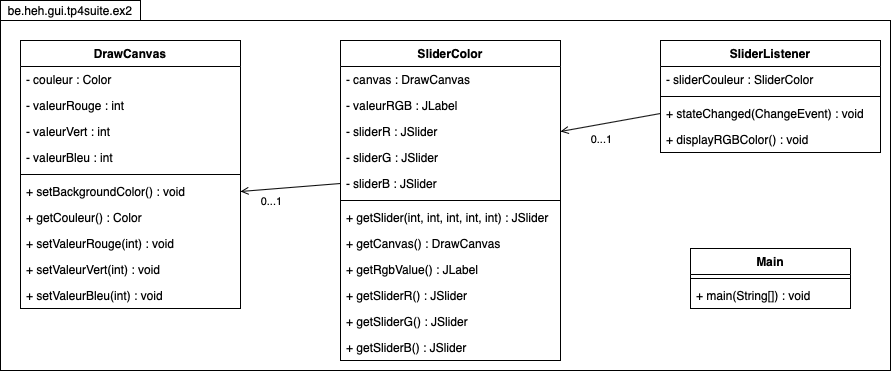 be.heh.gui.tp4suite.ex2
DrawCanvas
- couleur : Color
- valeurRouge : int
- valeurVert : int
- valeurBleu : int
+ setBackgroundColor() : void
+ getCouleur() : Color
+ setValeurRouge(int) : void
+ setValeurVert(int) : void
+ setValeurBleu(int) : void
0...1
SliderColor
- canvas : DrawCanvas
- valeurRGB : JLabel
- sliderR : JSlider
- sliderG : JSlider
- sliderB : JSlider
+ getSlider(int, int, int, int, int) : JSlider
+ getCanvas() : DrawCanvas
+ getRgbValue() : JLabel
+ getSliderR() : JSlider
+ getSliderG() : JSlider
+ getSliderB() : JSlider
0...1
SliderListener
- sliderCouleur : SliderColor
+ stateChanged(ChangeEvent) : void
+ displayRGBColor() : void
Main
+ main(String[]) : void